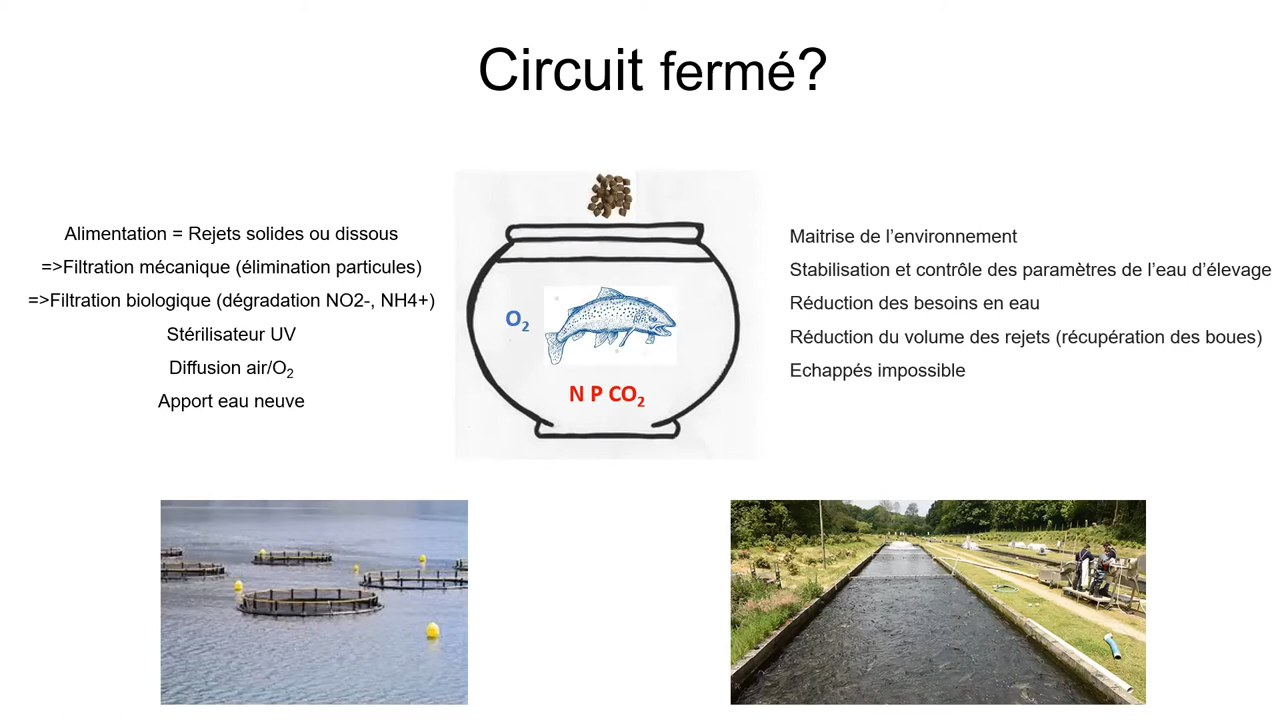 Circuit fermé?
Alimentation = Rejets solides ou dissous
=>Filtration mécanique (élimination particules)
=>Filtration biologique (dégradation NO2-, NH4+)
Stérilisateur UV
Diffusion air/O2
Apport eau neuve
O2
N P CO2
Maitrise de l’environnement
Stabilisation et contrôle des paramètres de l’eau d’élevage
Réduction des besoins en eau
Réduction du volume des rejets (récupération des boues)
Echappés impossible